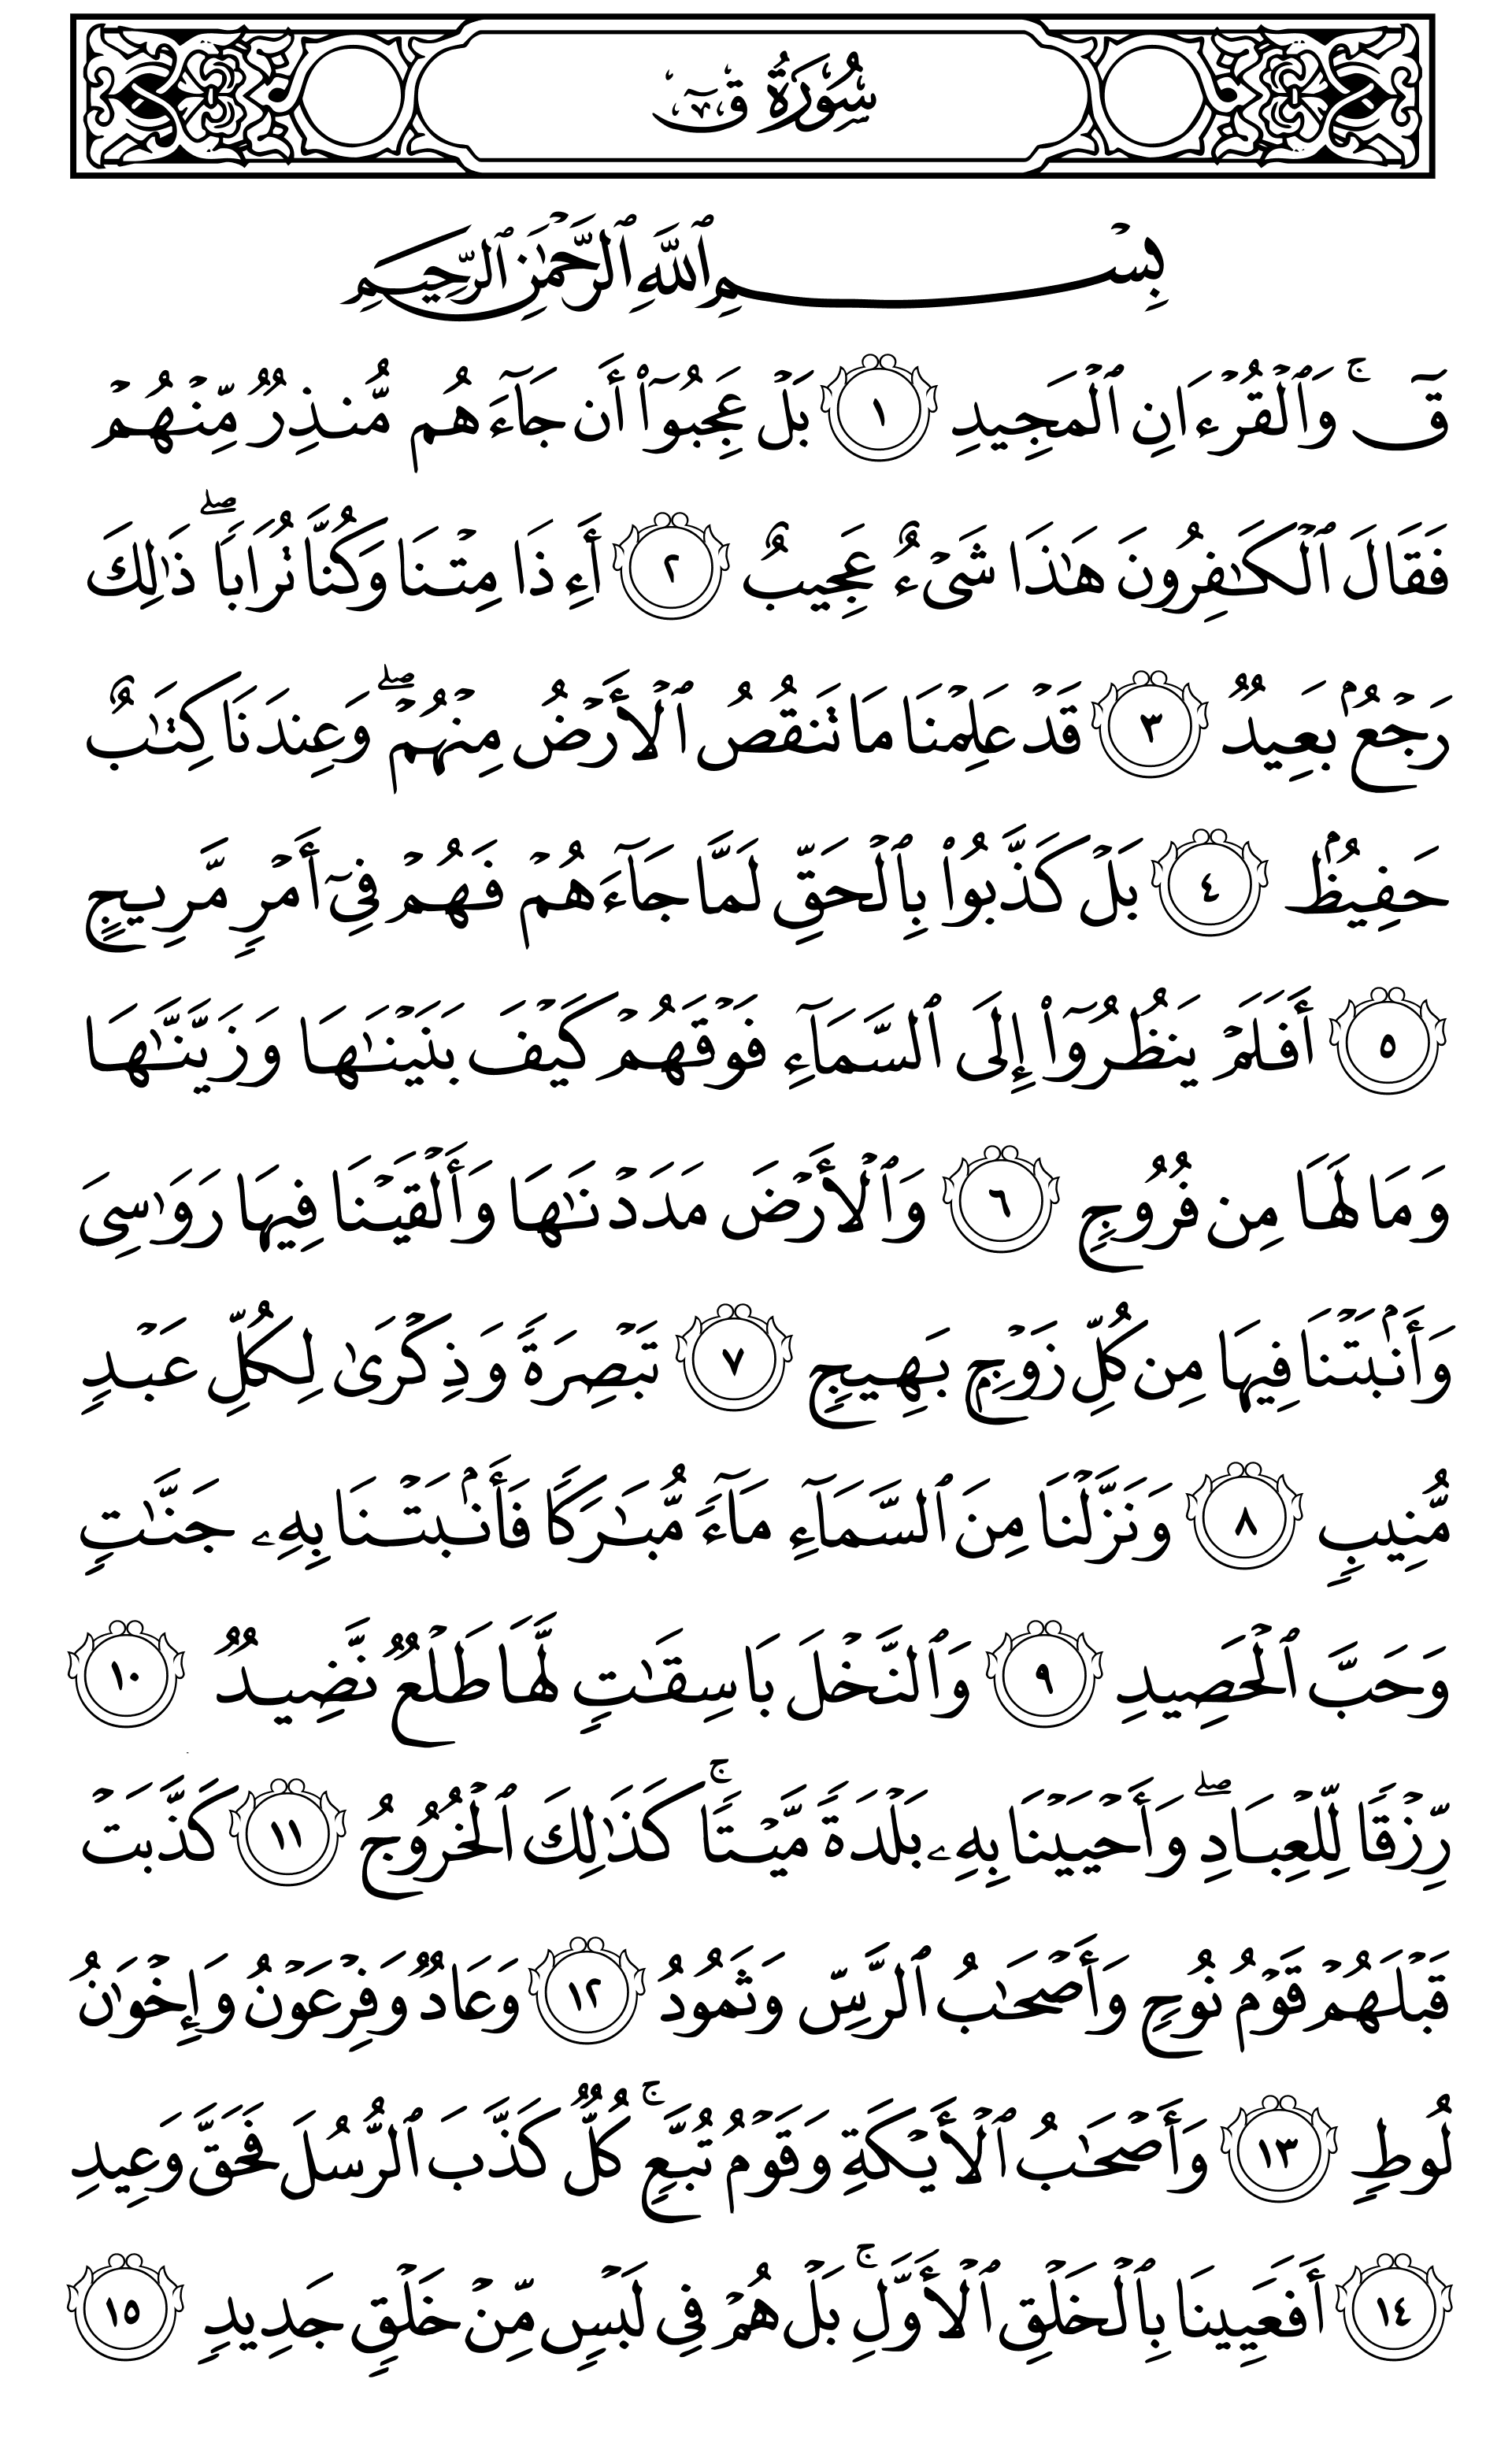 سُورَةُ قٓ
بِسۡمِ ٱللَّهِ ٱلرَّحۡمَٰنِ ٱلرَّحِيمِ
قٓۚ وَٱلۡقُرۡءَانِ ٱلۡمَجِيدِ ١ بَلۡ عَجِبُوٓاْ أَن جَآءَهُم مُّنذِرٞ مِّنۡهُمۡ
فَقَالَ ٱلۡكَٰفِرُونَ هَٰذَا شَيۡءٌ عَجِيبٌ ٢ أَءِذَا مِتۡنَا وَكُنَّا تُرَابٗاۖ ذَٰلِكَ
رَجۡعُۢ بَعِيدٞ ٣ قَدۡ عَلِمۡنَا مَا تَنقُصُ ٱلۡأَرۡضُ مِنۡهُمۡۖ وَعِندَنَا كِتَٰبٌ
حَفِيظُۢ ٤ بَلۡ كَذَّبُواْ بِٱلۡحَقِّ لَمَّا جَآءَهُمۡ فَهُمۡ فِيٓ أَمۡرٖ مَّرِيجٍ
٥ أَفَلَمۡ يَنظُرُوٓاْ إِلَى ٱلسَّمَآءِ فَوۡقَهُمۡ كَيۡفَ بَنَيۡنَٰهَا وَزَيَّنَّٰهَا
وَمَا لَهَا مِن فُرُوجٖ ٦ وَٱلۡأَرۡضَ مَدَدۡنَٰهَا وَأَلۡقَيۡنَا فِيهَا رَوَٰسِيَ
وَأَنۢبَتۡنَا فِيهَا مِن كُلِّ زَوۡجِۭ بَهِيجٖ ٧ تَبۡصِرَةٗ وَذِكۡرَىٰ لِكُلِّ عَبۡدٖ
مُّنِيبٖ ٨ وَنَزَّلۡنَا مِنَ ٱلسَّمَآءِ مَآءٗ مُّبَٰرَكٗا فَأَنۢبَتۡنَا بِهِۦ جَنَّٰتٖ
وَحَبَّ ٱلۡحَصِيدِ ٩ وَٱلنَّخۡلَ بَاسِقَٰتٖ لَّهَا طَلۡعٞ نَّضِيدٞ ١٠
رِّزۡقٗا لِّلۡعِبَادِۖ وَأَحۡيَيۡنَا بِهِۦ بَلۡدَةٗ مَّيۡتٗاۚ كَذَٰلِكَ ٱلۡخُرُوجُ ١١ كَذَّبَتۡ
قَبۡلَهُمۡ قَوۡمُ نُوحٖ وَأَصۡحَٰبُ ٱلرَّسِّ وَثَمُودُ ١٢ وَعَادٞ وَفِرۡعَوۡنُ وَإِخۡوَٰنُ
لُوطٖ ١٣ وَأَصۡحَٰبُ ٱلۡأَيۡكَةِ وَقَوۡمُ تُبَّعٖۚ كُلّٞ كَذَّبَ ٱلرُّسُلَ فَحَقَّ وَعِيدِ
١٤ أَفَعَيِينَا بِٱلۡخَلۡقِ ٱلۡأَوَّلِۚ بَلۡ هُمۡ فِي لَبۡسٖ مِّنۡ خَلۡقٖ جَدِيدٖ ١٥